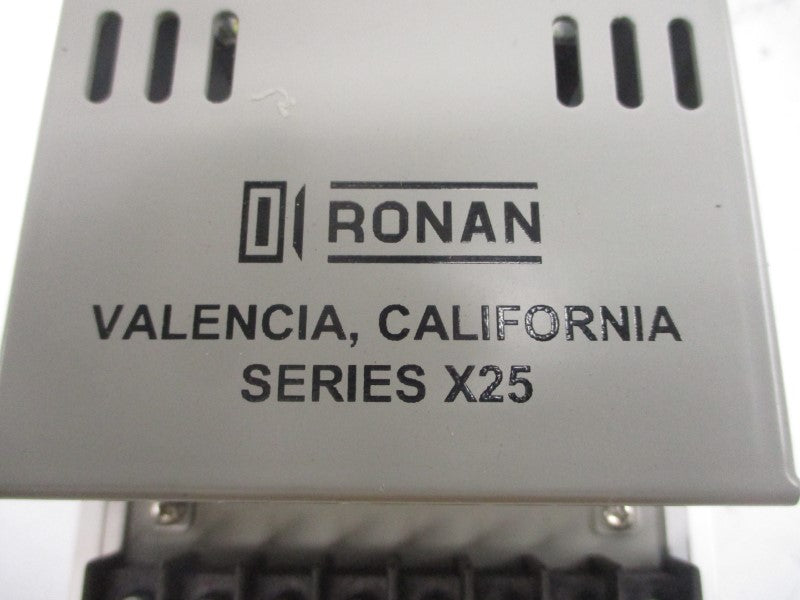 RONAN
VALENCIA, CALIFORNIA
SERIES X25